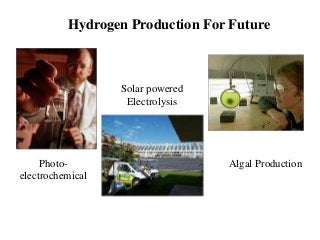 Hydrogen Production For Future
Solar powered
Electrolysis
Photo-
electrochemical
Algal Production